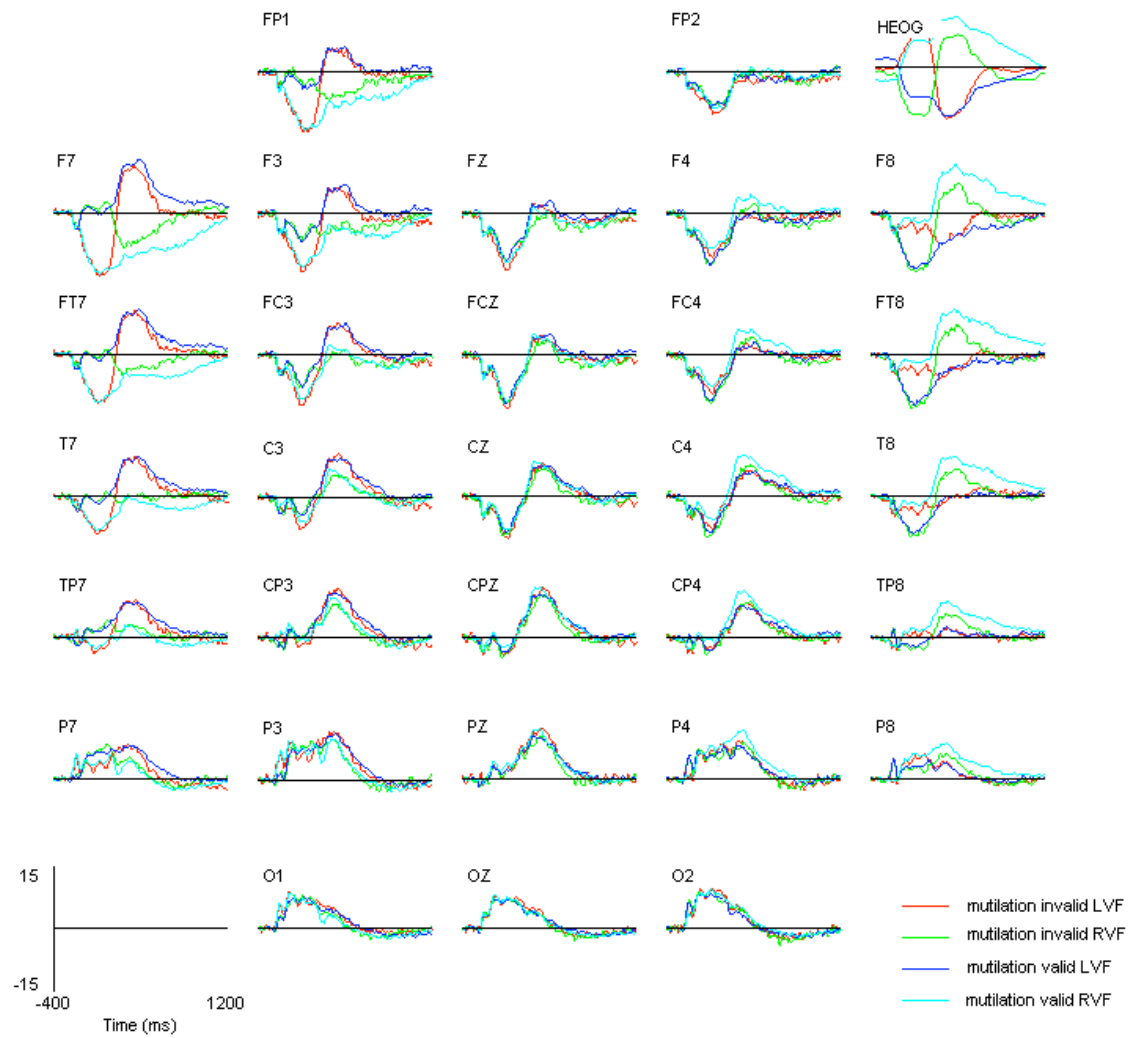 FP1 FP2 HEOG
F7 F3 FZ F4 F8
FT7 FC3 FCZ FC4 FT8
T7 C3 CZ C4 T8
TP7 CP3 CPZ CP4 TP8
P7 P3 PZ P4 P8
O1 OZ O2
15
-15
-400 1200
Time (ms)
mutilation invalid LVF
mutilation invalid RVF
mutilation valid LVF
mutilation valid RVF